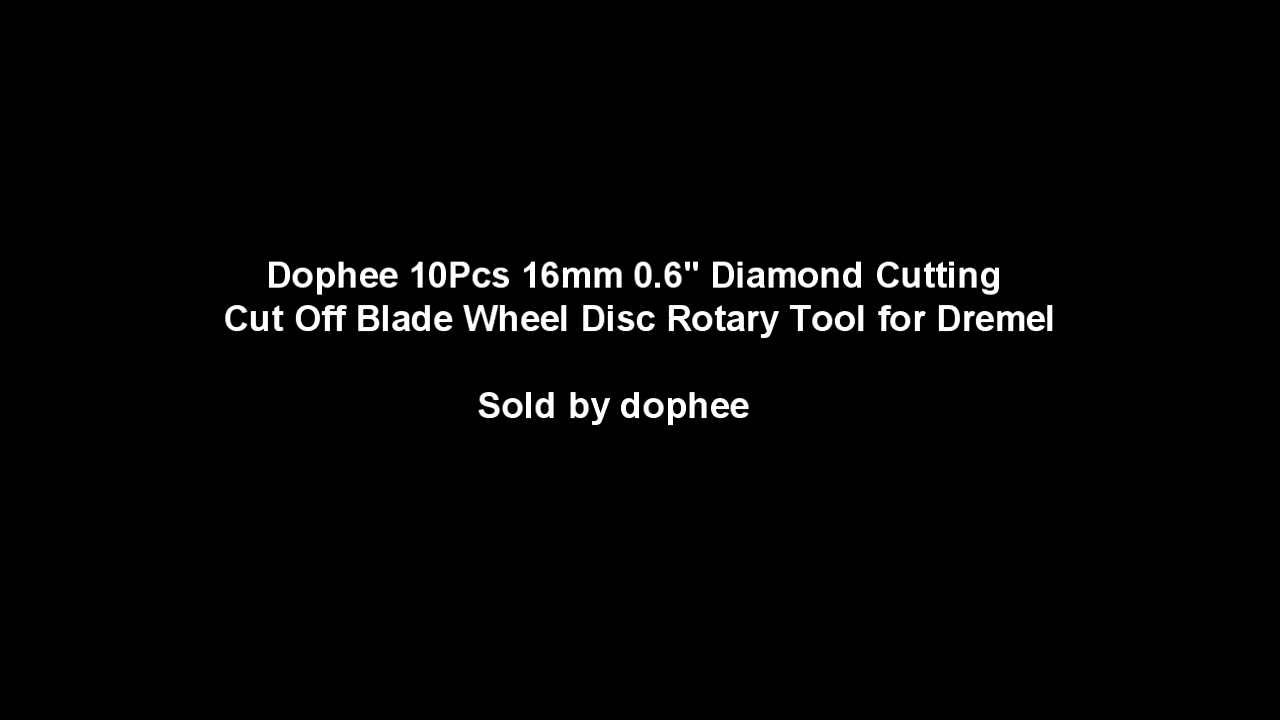 Dophee 10Pcs 16mm 0.6" Diamond Cutting
Cut Off Blade Wheel Disc Rotary Tool for Dremel
Sold by dophee